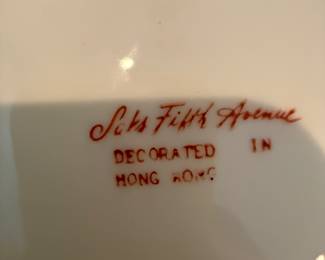 Saks Fifth Avenue
DECORATED IN
HONG KONG